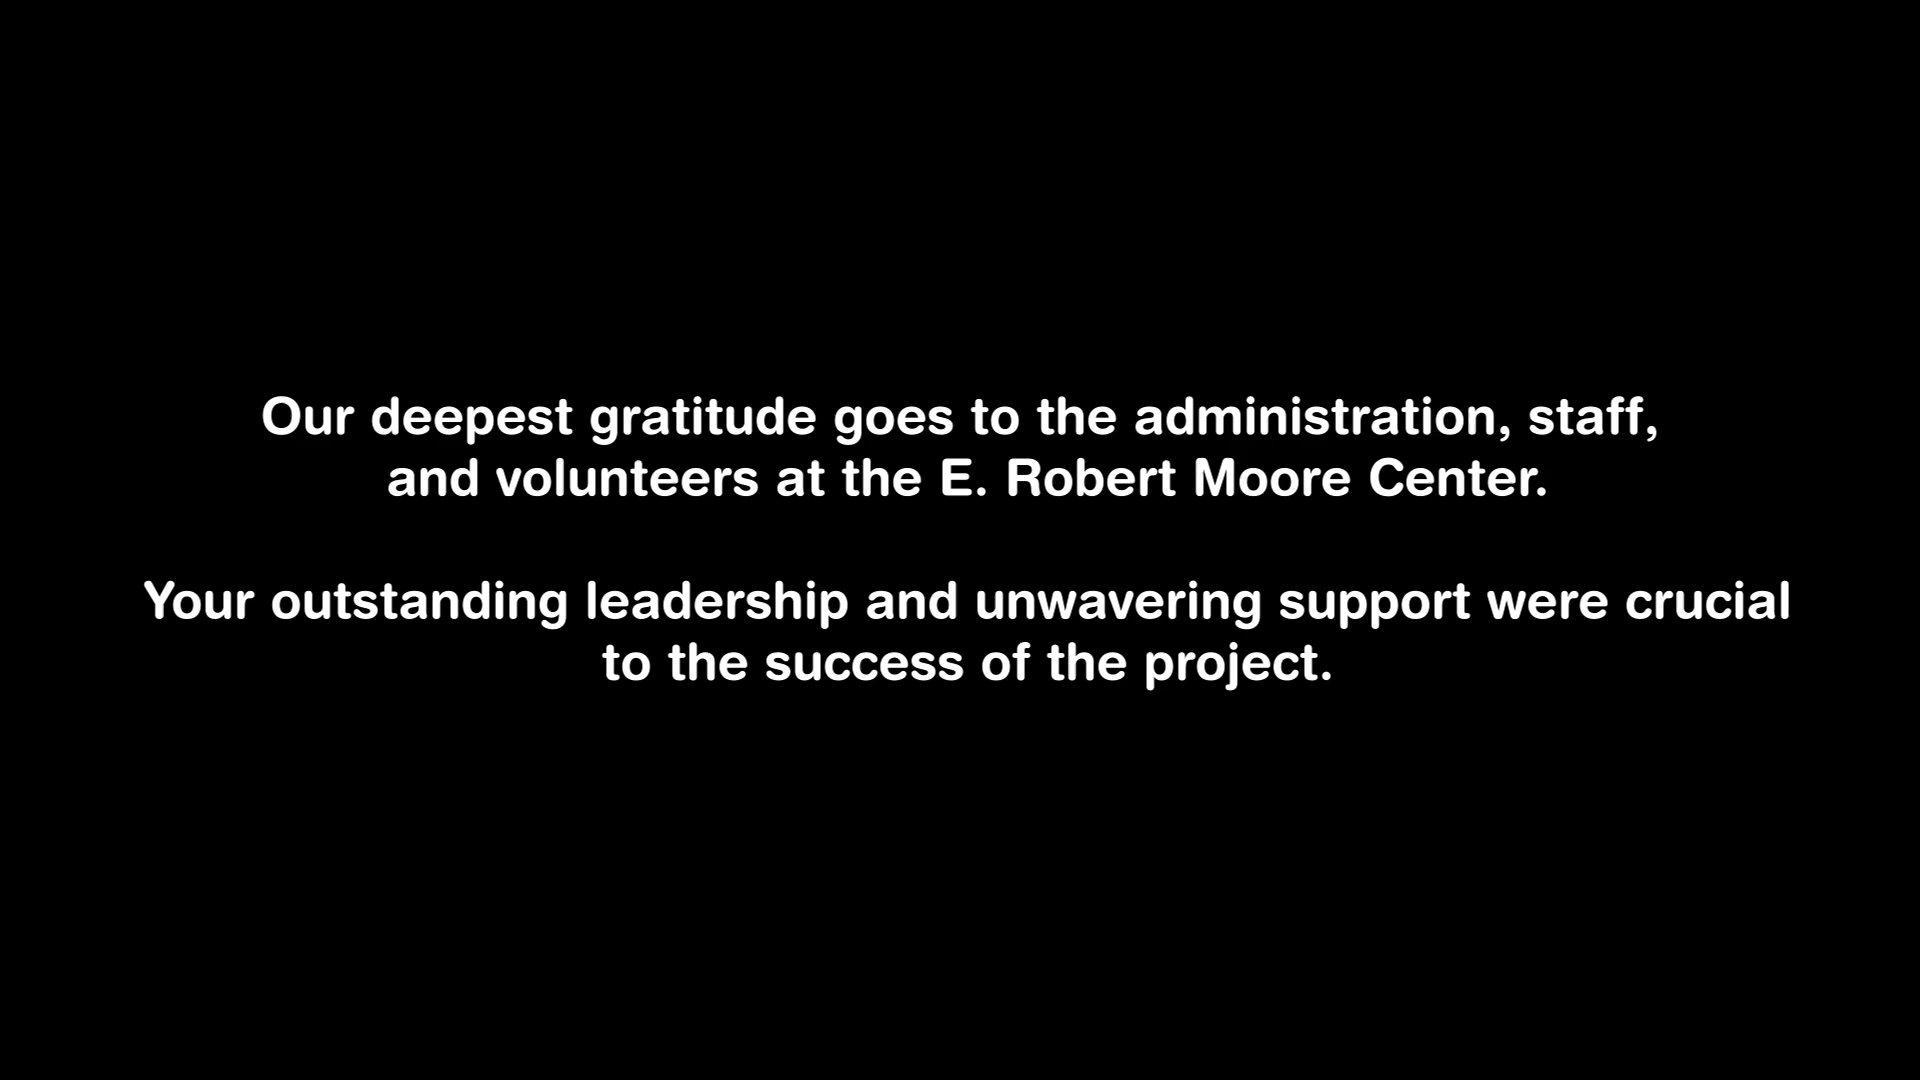 Our deepest gratitude goes to the administration, staff,
and volunteers at the E. Robert Moore Center.
Your outstanding leadership and unwavering support were crucial
to the success of the project.